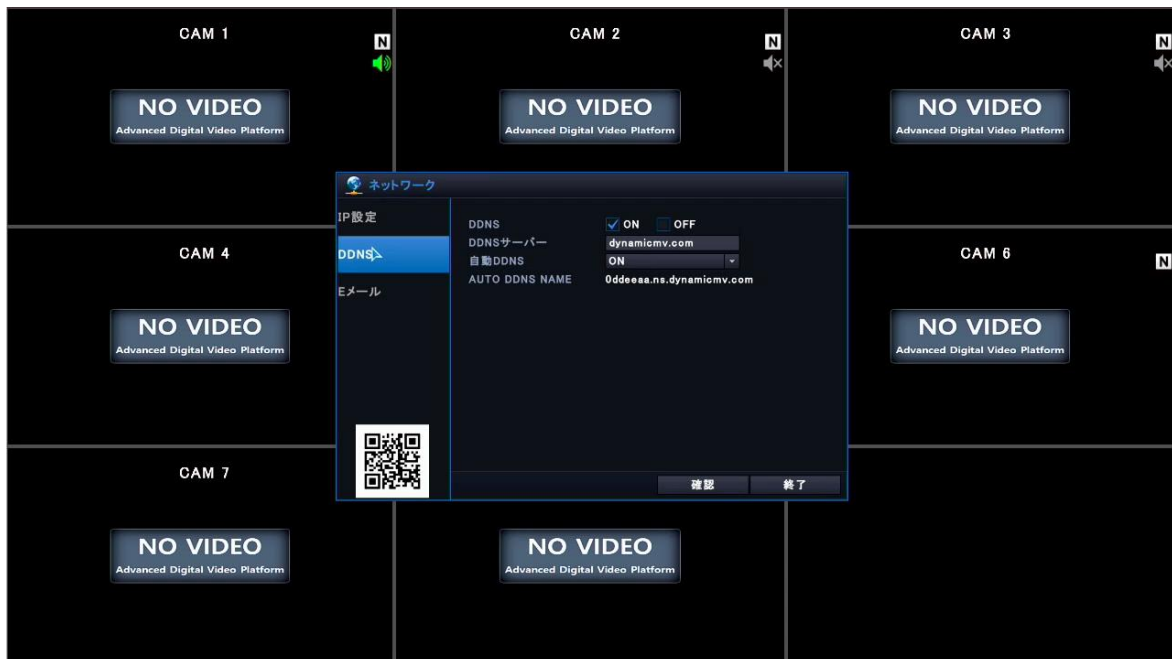 CAM 1
N
NO VIDEO
Advanced Digital Video Platform
CAM 2
N
NO VIDEO
Advanced Digital Video Platform
CAM 3
N
NO VIDEO
Advanced Digital Video Platform
ネットワーク
IP設定
DDNS
Eメール
DDNS ON OFF
DDNSサーバー dynamicmv.com
自動DDNS ON
AUTO DDNS NAME 0ddeeaa.ns.dynamicmv.com
確認 終了
CAM 4
NO VIDEO
Advanced Digital Video Platform
CAM 6
N
NO VIDEO
Advanced Digital Video Platform
CAM 7
NO VIDEO
Advanced Digital Video Platform
NO VIDEO
Advanced Digital Video Platform